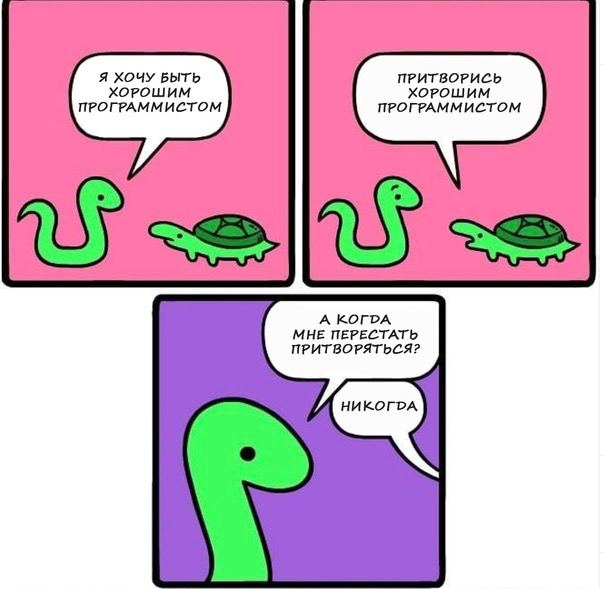 Я ХОЧУ БЫТЬ
ХОРОШИМ
ПРОГРАММИСТОМ
ПРИТВОРИСЬ
ХОРОШИМ
ПРОГРАММИСТОМ
А КОГДА
МНЕ ПЕРЕСТАТЬ
ПРИТВОРЯТЬСЯ?
НИКОГДА